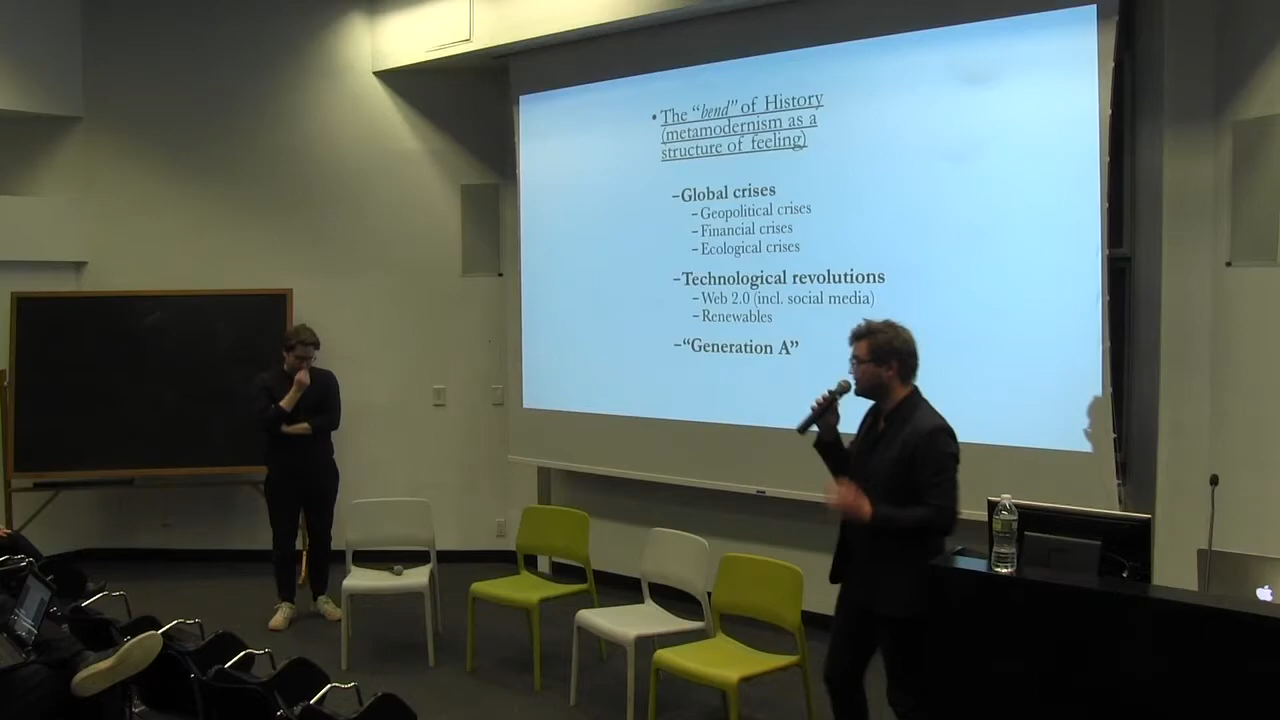 • The “bend” of History
(metamodernism as a
structure of feeling)
–Global crises
–Geopolitical crises
–Financial crises
–Ecological crises
–Technological revolutions
–Web 2.0 (incl. social media)
–Renewables
–“Generation A”